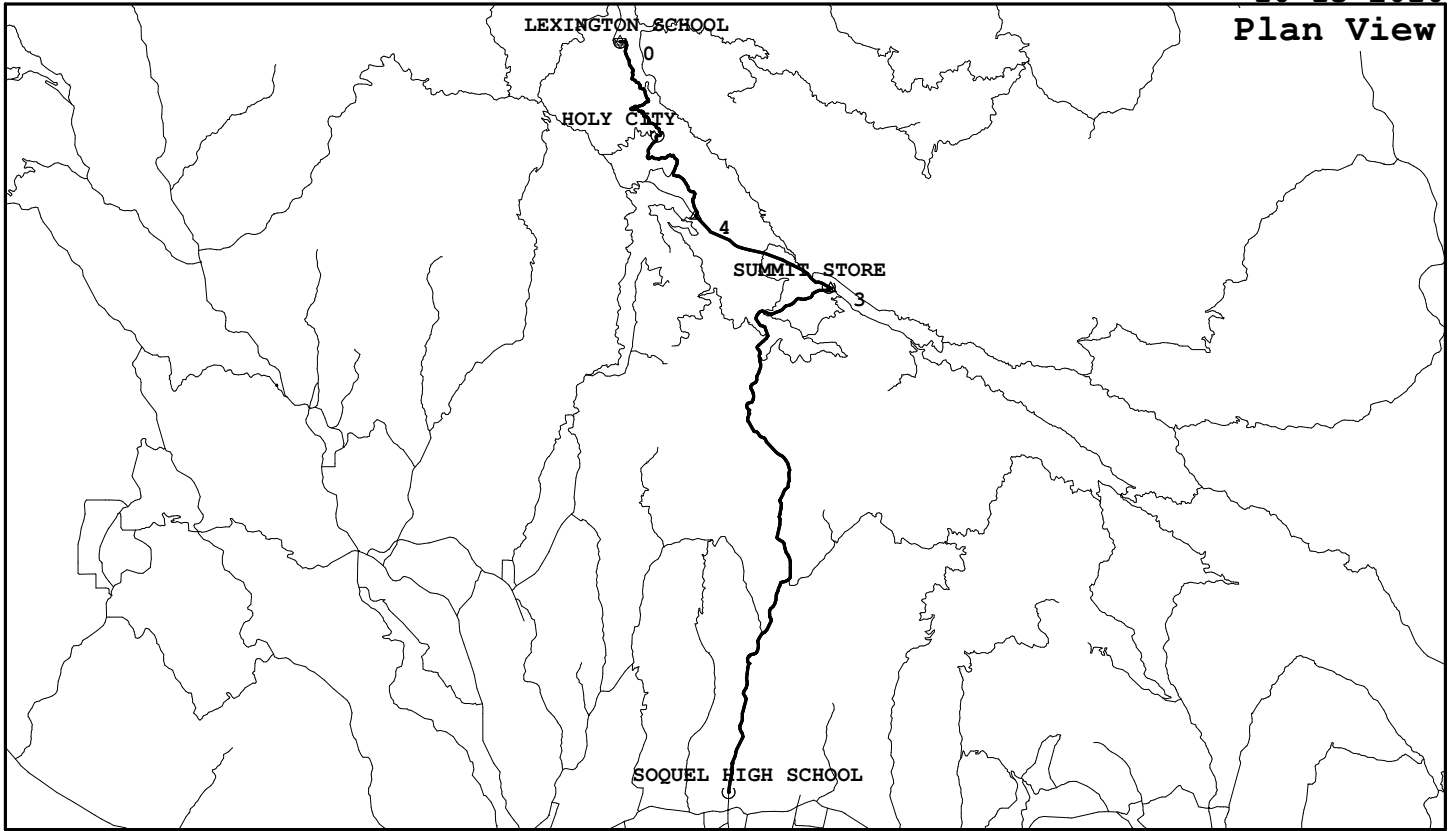 Plan View
LEXINGTON SCHOOL
0
HOLY CITY
4
SUMMIT STORE
3
SOQUEL HIGH SCHOOL